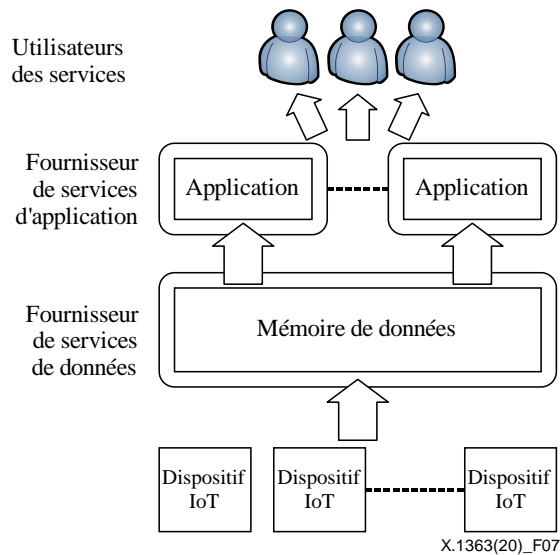 Utilisateurs
des services
Fournisseur
de services
d'application
Application
Application
Fournisseur
de services
de données
Mémoire de données
Dispositif
IoT
Dispositif
IoT
Dispositif
IoT
X.1363(20)_F07